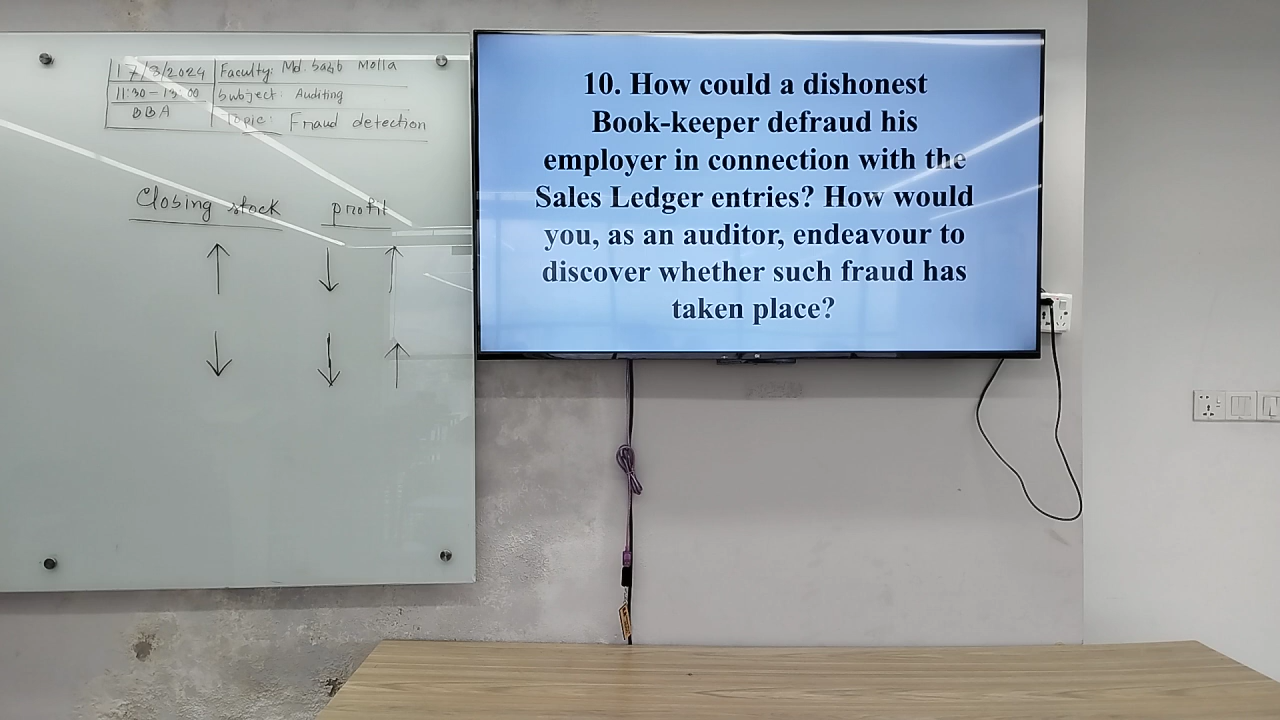 17/3/2024 Faculty: Md. Sabb Molla
11:30 - 13:00 Subject: Auditing
BBA Topic: Fraud detection
Closing stock profit
10. How could a dishonest
Book-keeper defraud his
employer in connection with the
Sales Ledger entries? How would
you, as an auditor, endeavour to
discover whether such fraud has
taken place?